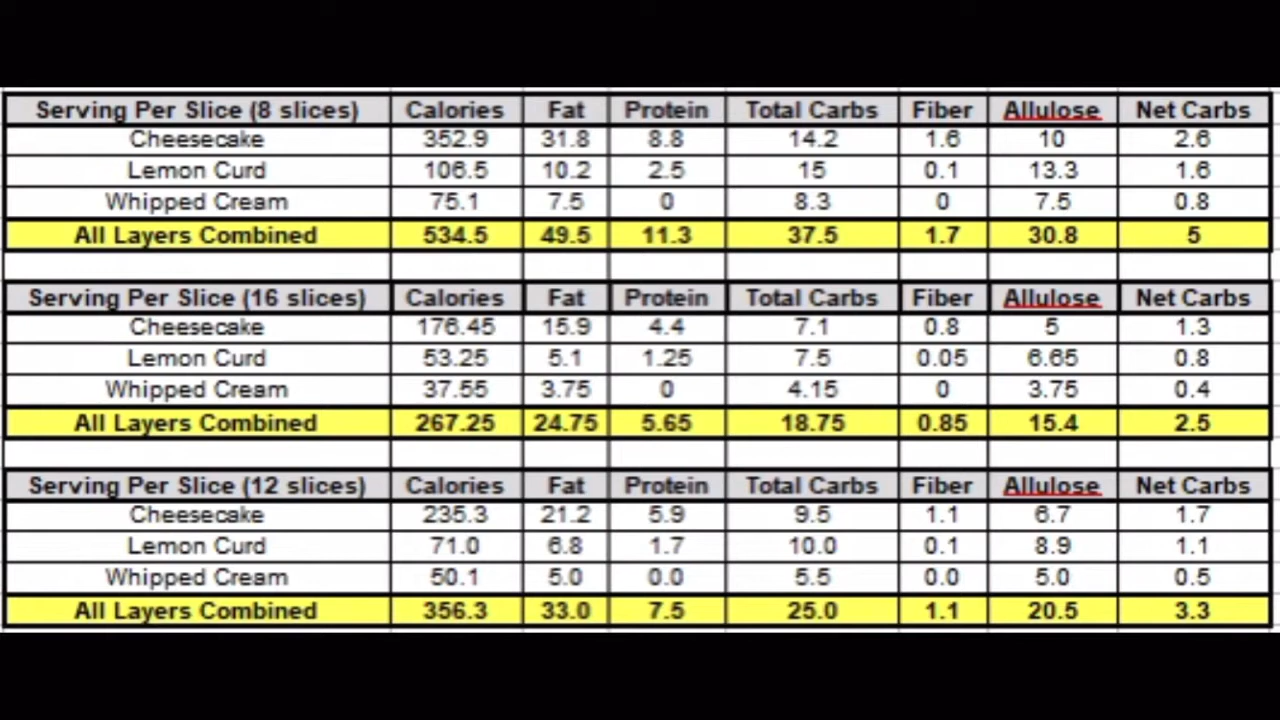 Serving Per Slice (8 slices) Calories Fat Protein Total Carbs Fiber Allulose Net Carbs
Cheesecake 352.9 31.8 8.8 14.2 1.6 10 2.6
Lemon Curd 106.5 10.2 2.5 15 0.1 13.3 1.6
Whipped Cream 75.1 7.5 0 8.3 0 7.5 0.8
All Layers Combined 534.5 49.5 11.3 37.5 1.7 30.8 5
Serving Per Slice (16 slices) Calories Fat Protein Total Carbs Fiber Allulose Net Carbs
Cheesecake 176.45 15.9 4.4 7.1 0.8 5 1.3
Lemon Curd 53.25 5.1 1.25 7.5 0.05 6.65 0.8
Whipped Cream 37.55 3.75 0 4.15 0 3.75 0.4
All Layers Combined 267.25 24.75 5.65 18.75 0.85 15.4 2.5
Serving Per Slice (12 slices) Calories Fat Protein Total Carbs Fiber Allulose Net Carbs
Cheesecake 235.3 21.2 5.9 9.5 1.1 6.7 1.7
Lemon Curd 71.0 6.8 1.7 10.0 0.1 8.9 1.1
Whipped Cream 50.1 5.0 0.0 5.5 0.0 5.0 0.5
All Layers Combined 356.3 33.0 7.5 25.0 1.1 20.5 3.3